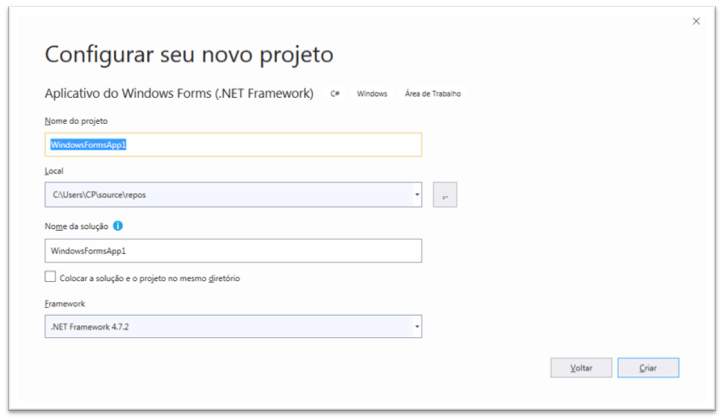 Configurar seu novo projeto
Aplicativo do Windows Forms (.NET Framework) C# Windows Área de Trabalho
Nome do projeto
WindowsFormsApp1
Local
C:\Users\CP\source\repos
...
Nome da solução
WindowsFormsApp1
Colocar a solução e o projeto no mesmo diretório
Framework
.NET Framework 4.7.2
Voltar Criar